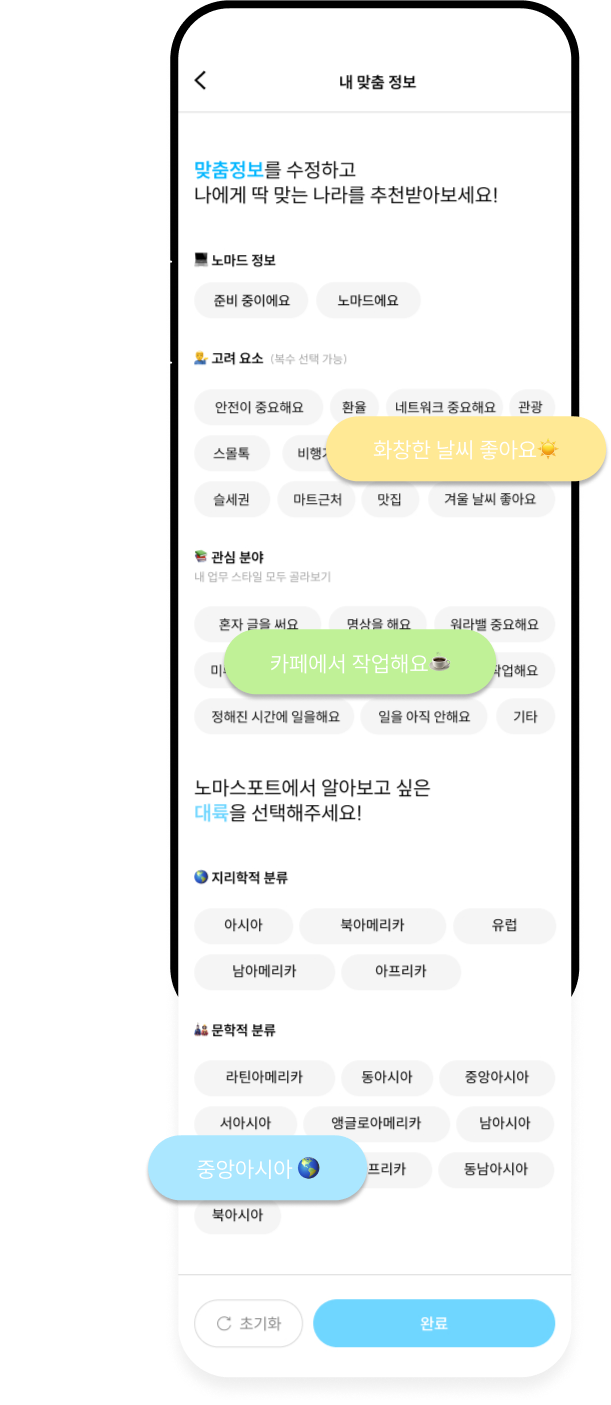 내 맞춤 정보
맞춤정보를 수정하고
나에게 딱 맞는 나라를 추천받아보세요!
노마드 정보
준비 중이에요 노마드에요
고려 요소 (복수 선택 가능)
안전이 중요해요 환율 네트워크 중요해요 관광
스몰톡 화창한 날씨 좋아요
슬세권 마트근처 맛집 겨울 날씨 좋아요
관심 분야
내 업무 스타일 모두 골라보기
혼자 글을 써요 명상을 해요 워라밸 중요해요
카페에서 작업해요
정해진 시간에 일을해요 일을 아직 안해요 기타
노마스포트에서 알아보고 싶은
대륙을 선택해주세요!
지리학적 분류
아시아 북아메리카 유럽
남아메리카 아프리카
문학적 분류
라틴아메리카 동아시아 중앙아시아
서아시아 앵글로아메리카 남아시아
중앙아시아 프리카 동남아시아
북아시아
초기화 완료